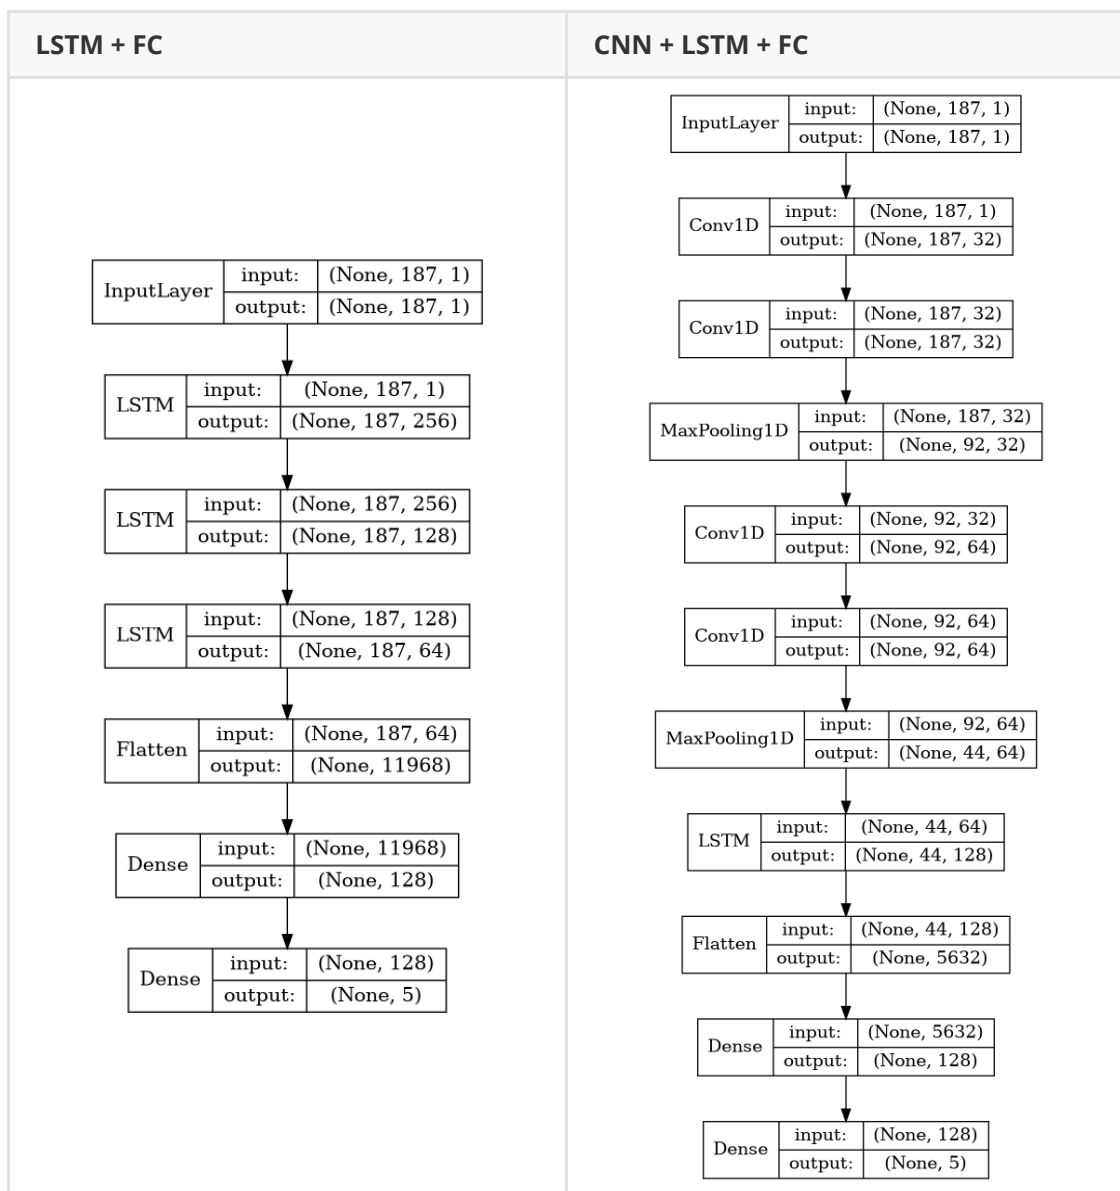 LSTM + FC
InputLayer
input: (None, 187, 1)
output: (None, 187, 1)
LSTM
input: (None, 187, 1)
output: (None, 187, 256)
LSTM
input: (None, 187, 256)
output: (None, 187, 128)
LSTM
input: (None, 187, 128)
output: (None, 187, 64)
Flatten
input: (None, 187, 64)
output: (None, 11968)
Dense
input: (None, 11968)
output: (None, 128)
Dense
input: (None, 128)
output: (None, 5)
CNN + LSTM + FC
InputLayer
input: (None, 187, 1)
output: (None, 187, 1)
Conv1D
input: (None, 187, 1)
output: (None, 187, 32)
Conv1D
input: (None, 187, 32)
output: (None, 187, 32)
MaxPooling1D
input: (None, 187, 32)
output: (None, 92, 32)
Conv1D
input: (None, 92, 32)
output: (None, 92, 64)
Conv1D
input: (None, 92, 64)
output: (None, 92, 64)
MaxPooling1D
input: (None, 92, 64)
output: (None, 44, 64)
LSTM
input: (None, 44, 64)
output: (None, 44, 128)
Flatten
input: (None, 44, 128)
output: (None, 5632)
Dense
input: (None, 5632)
output: (None, 128)
Dense
input: (None, 128)
output: (None, 5)